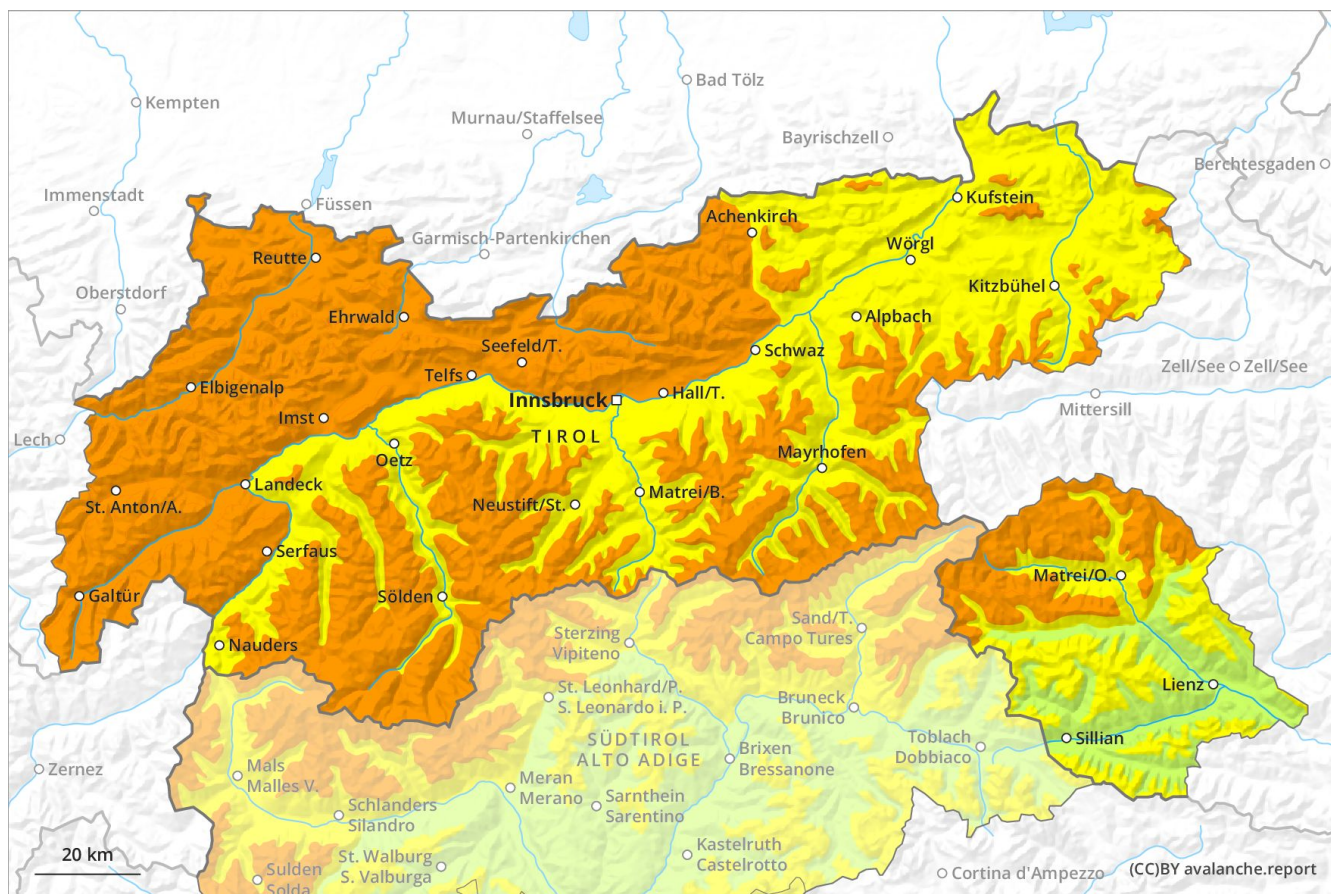 Kempten
Bad Tölz
Murnau/Staffelsee
Bayrischzell
Berchtesgaden
Immenstadt
Füssen
Kufstein
Achenkirch
Garmisch-Partenkirchen
Wörgl
Reutte
Kitzbühel
Oberstdorf
Ehrwald
Alpbach
Seefeld/T.
Schwaz
Zell/See
Zell/See
Telfs
Elbigenalp
Hall/T.
Innsbruck
Mittersill
Imst
TIROL
Lech
Oetz
Mayrhofen
Landeck
Matrei/B.
St. Anton/A.
Neustift/St.
Serfaus
Matrei/O.
Galtür
Sölden
Sand/T.
Campo Tures
Sterzing
Vipiteno
Nauders
Lienz
St. Leonhard/P.
S. Leonardo i. P.
Bruneck
Brunico
SÜDTIROL
ALTO ADIGE
Toblach
Dobbiaco
Sillian
Brixen
Bressanone
Zernez
Mals
Malles V.
Meran
Merano
Sarnthein
Sarentino
Schlanders
Silandro
Kastelruth
Castelrotto
20 km
St. Walburg
S. Valburga
Sulden
Solda
Cortina d'Ampezzo
(CC)BY avalanche.report